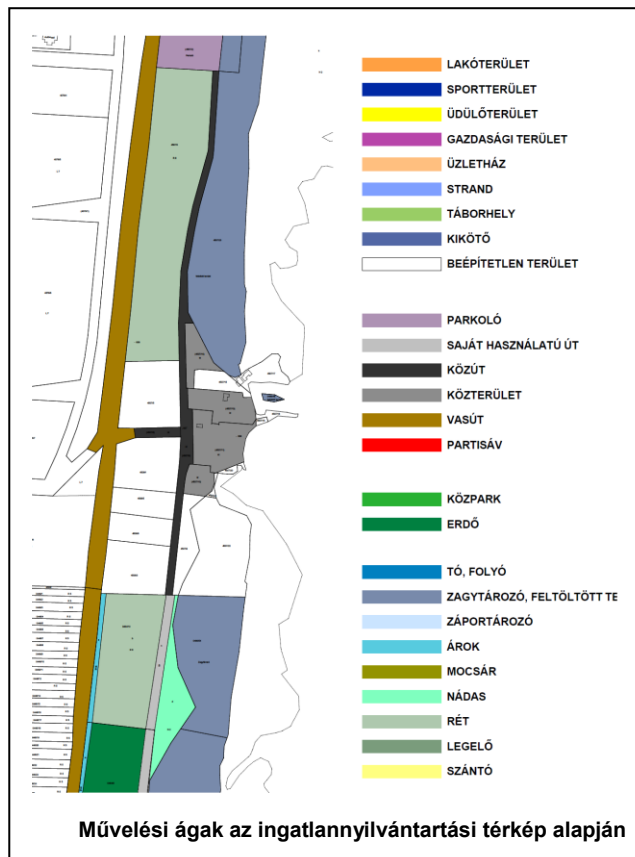 LAKÓTERÜLET
SPORTTERÜLET
ÜDÜLŐTERÜLET
GAZDASÁGI TERÜLET
ÜZLETHÁZ
STRAND
TÁBORHELY
KIKÖTŐ
BEÉPÍTETLEN TERÜLET
PARKOLÓ
SAJÁT HASZNÁLATÚ ÚT
KÖZÚT
KÖZTERÜLET
VASÚT
PARTISÁV
KÖZPARK
ERDŐ
TÓ, FOLYÓ
ZAGYTÁROZÓ, FELTÖLTÖTT TE
ZÁPORTÁROZÓ
ÁROK
MOCSÁR
NÁDAS
RÉT
LEGELŐ
SZÁNTÓ
Művelési ágak az ingatlannyilvántartási térkép alapján